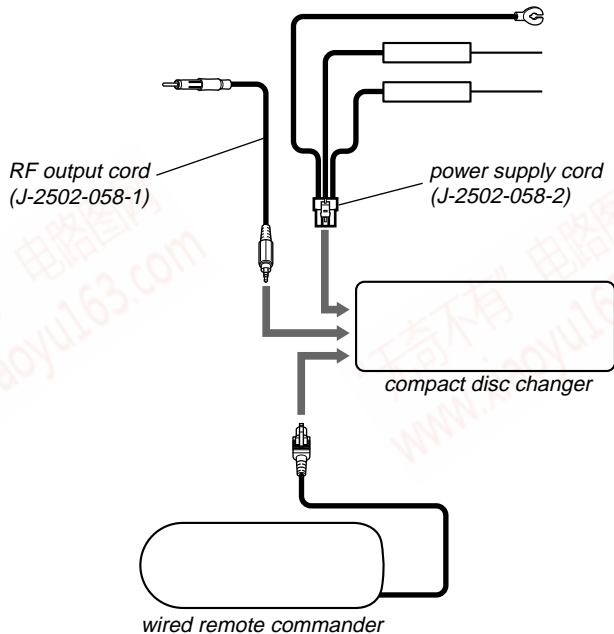 RF output cord
(J-2502-058-1)
power supply cord
(J-2502-058-2)
compact disc changer
wired remote commander